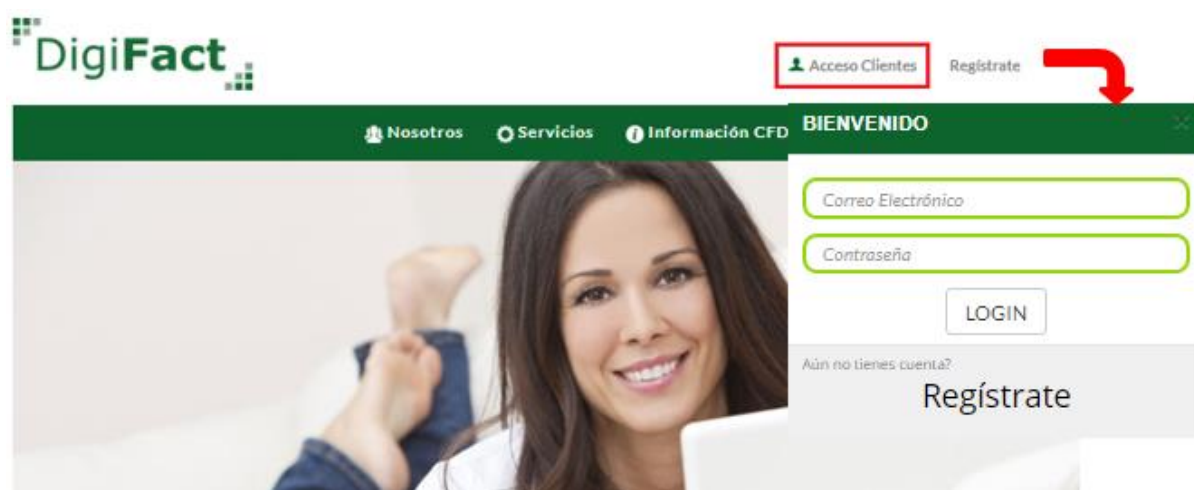 DigiFact
Acceso Clientes Regístrate
Nosotros Servicios Información CFD
BIENVENIDO
Correo Electrónico
Contraseña
LOGIN
Aún no tienes cuenta?
Regístrate